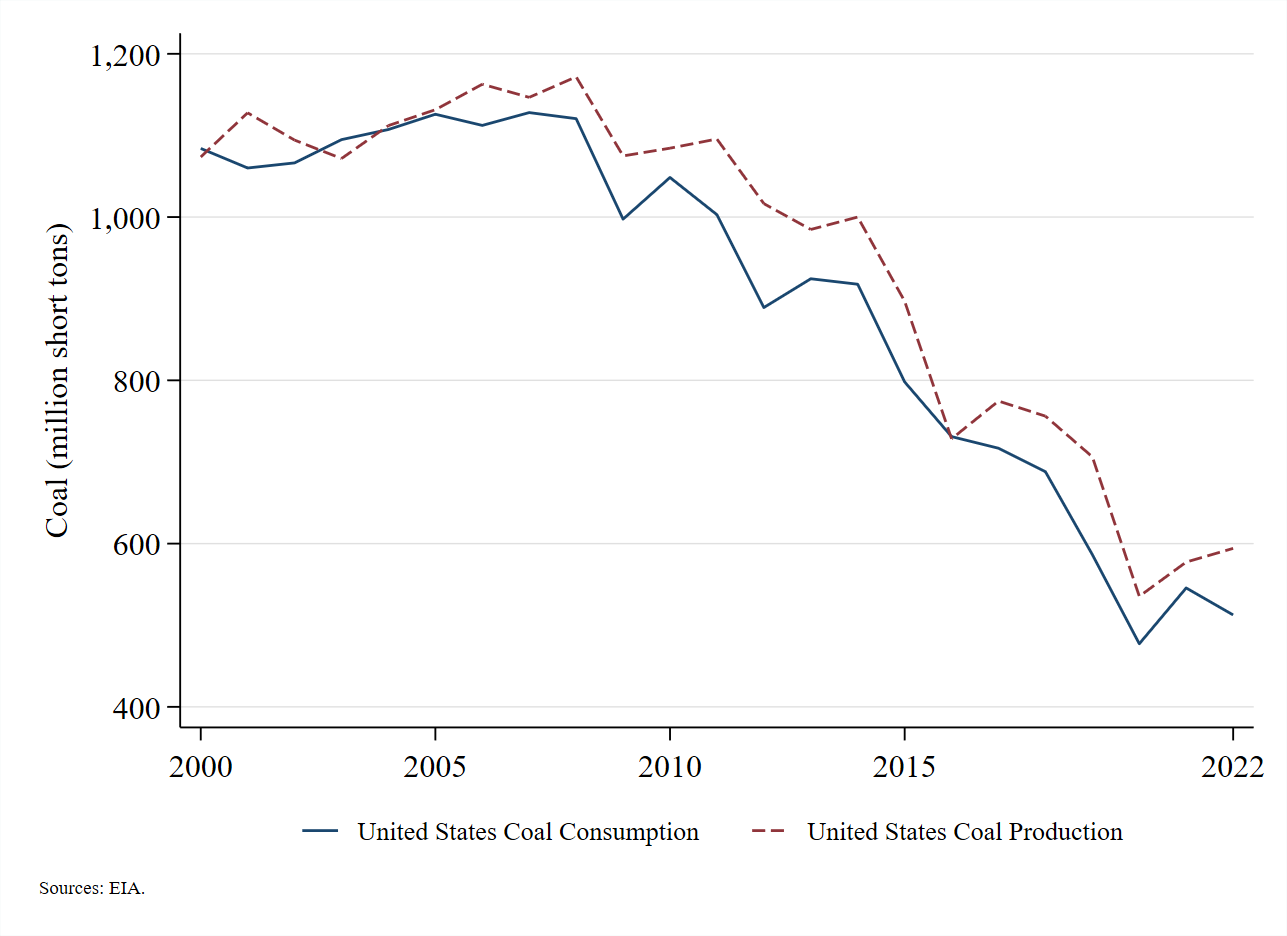 1,200
1,000
800
600
400
Coal (million short tons)
2000 2005 2010 2015 2022
United States Coal Consumption United States Coal Production
Sources: EIA.